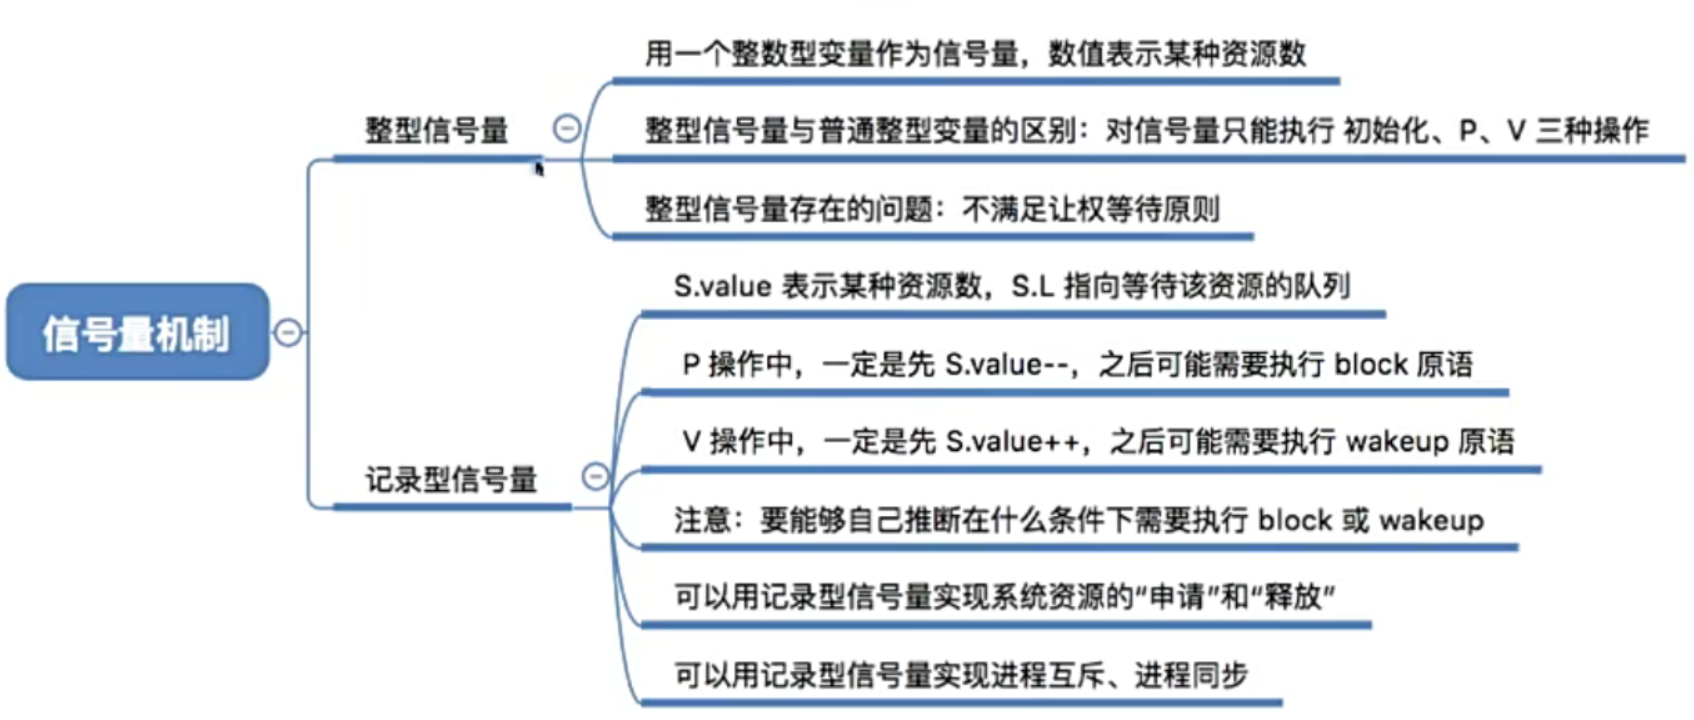 信号量机制
整型信号量
用一个整数型变量作为信号量，数值表示某种资源数
整型信号量与普通整型变量的区别：对信号量只能执行 初始化、P、V 三种操作
整型信号量存在的问题：不满足让权等待原则
记录型信号量
S.value 表示某种资源数，S.L 指向等待该资源的队列
P 操作中，一定是先 S.value--，之后可能需要执行 block 原语
V 操作中，一定是先 S.value++，之后可能需要执行 wakeup 原语
注意：要能够自己推断在什么条件下需要执行 block 或 wakeup
可以用记录型信号量实现系统资源的“申请”和“释放”
可以用记录型信号量实现进程互斥、进程同步